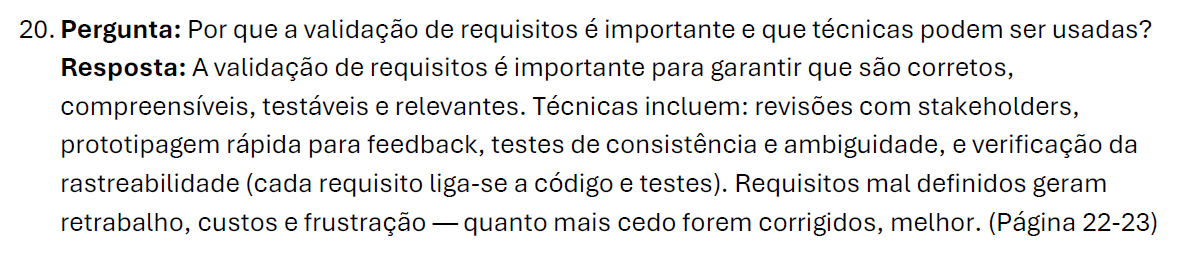 20. Pergunta: Por que a validação de requisitos é importante e que técnicas podem ser usadas?
Resposta: A validação de requisitos é importante para garantir que são corretos,
compreensíveis, testáveis e relevantes. Técnicas incluem: revisões com stakeholders,
prototipagem rápida para feedback, testes de consistência e ambiguidade, e verificação da
rastreabilidade (cada requisito liga-se a código e testes). Requisitos mal definidos geram
retrabalho, custos e frustração — quanto mais cedo forem corrigidos, melhor. (Página 22-23)